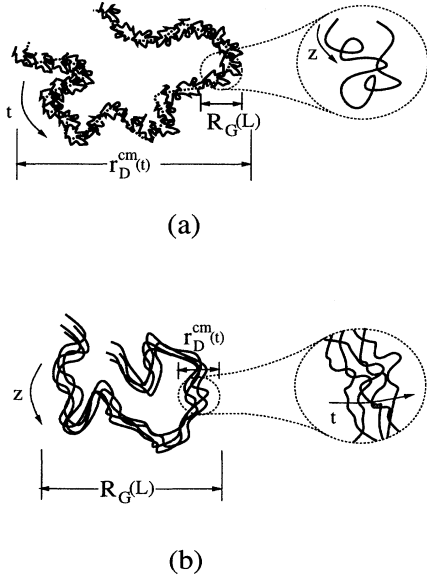 z
t
R_G(L)
r_D^cm(t)
(a)
r_D^cm(t)
z
t
R_G(L)
(b)